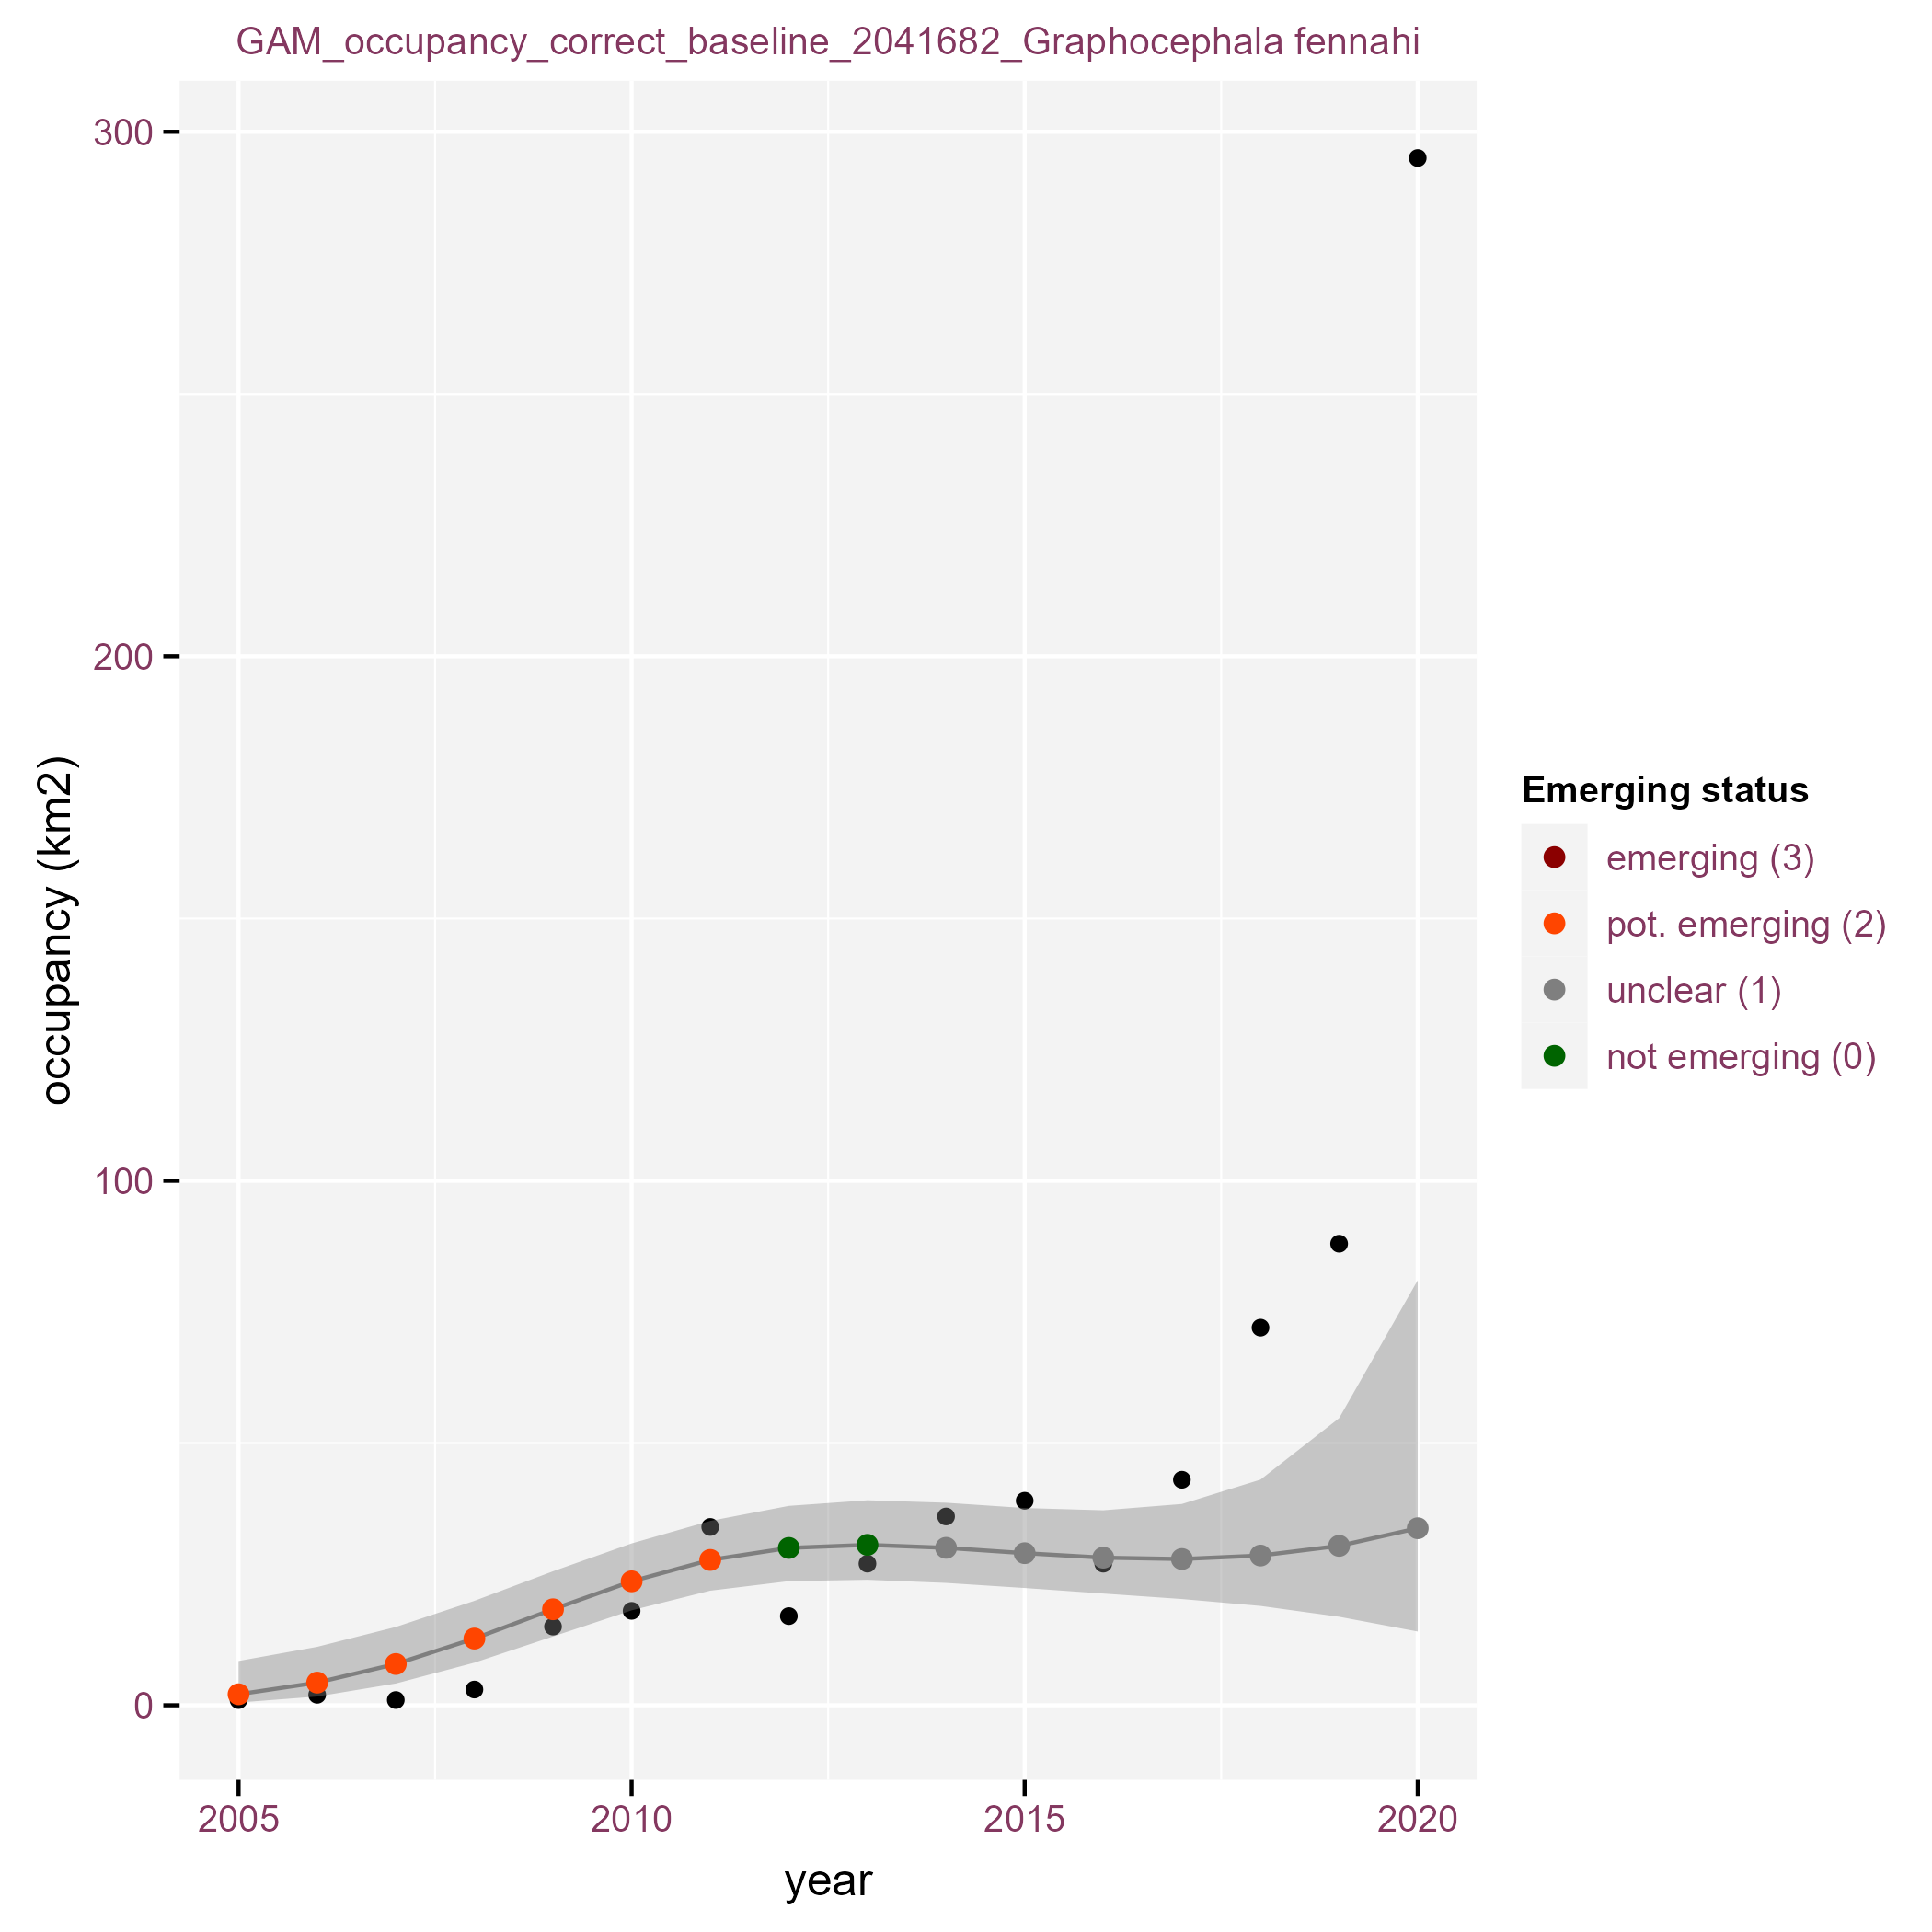 GAM_occupancy_correct_baseline_2041682_Graphocephala fennahi
300
200
100
0
occupancy (km2)
2005 2010 2015 2020
year
Emerging status
emerging (3)
pot. emerging (2)
unclear (1)
not emerging (0)